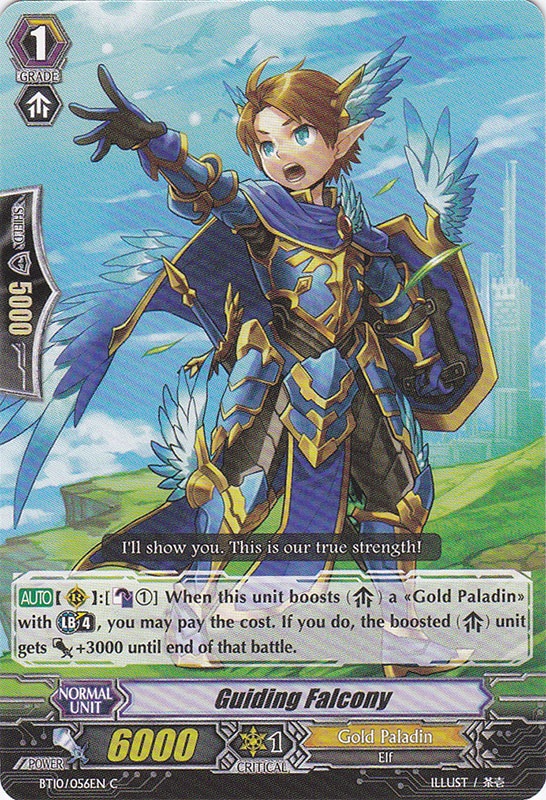 1
GRADE
SHIELD
5000
I'll show you. This is our true strength!
AUTO【 】:[ ①] When this unit boosts ( ) a «Gold Paladin»
with LB 4, you may pay the cost. If you do, the boosted ( ) unit
gets +3000 until end of that battle.
NORMAL
UNIT
Guiding Falcony
POWER
6000
1
CRITICAL
Gold Paladin
Elf
BT10/056EN C
ILLUST / 茶壱